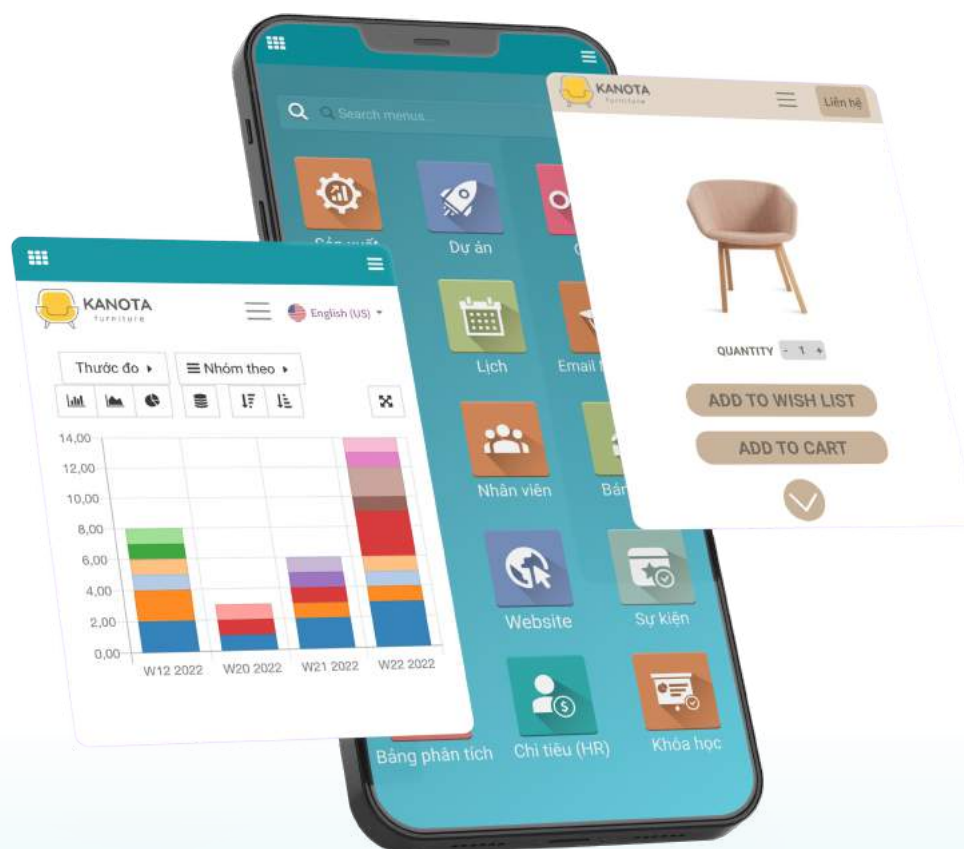 Search menus...
Dự án
Lịch
Email
Nhân viên
Website
Sự kiện
Bảng phân tích
Chi tiêu (HR)
Khóa học
KANOTA
furniture
English (US)
Thước đo
Nhóm theo
14,00
12,00
10,00
8,00
6,00
4,00
2,00
0,00
W12 2022
W20 2022
W21 2022
W22 2022
KANOTA
furniture
Liên hệ
QUANTITY - 1 +
ADD TO WISH LIST
ADD TO CART